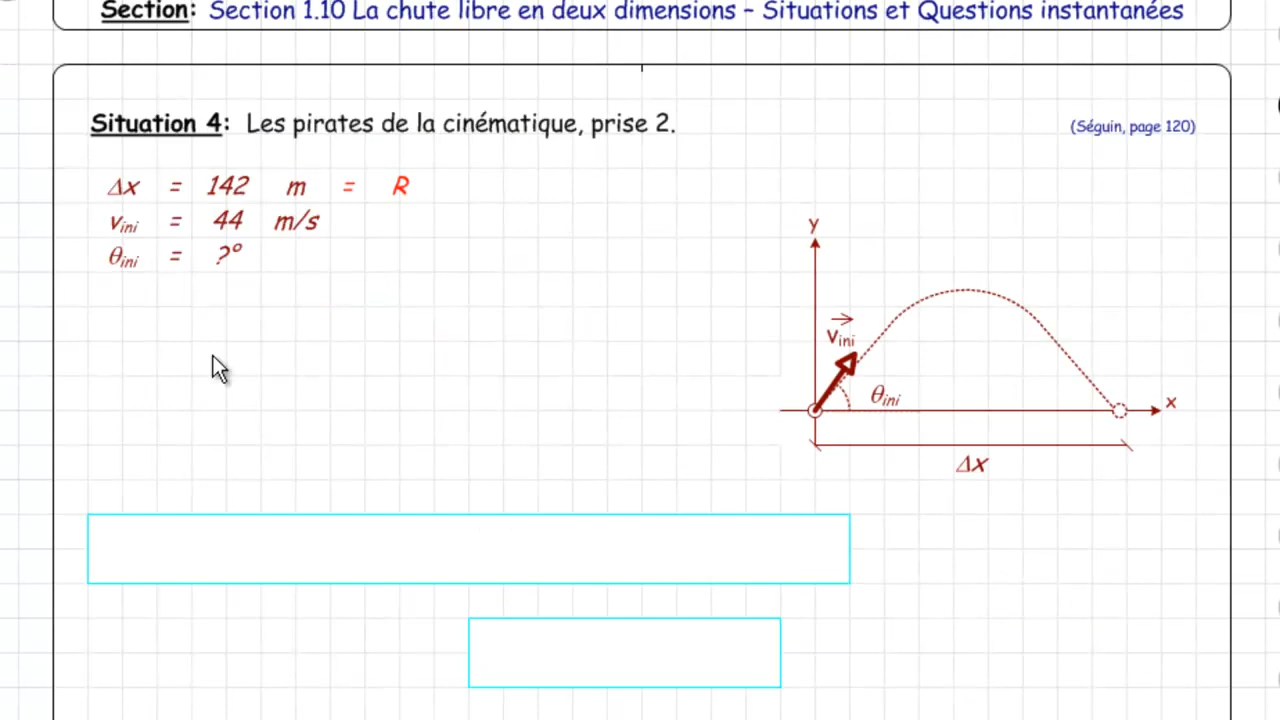 Section: Section 1.10 La chute libre en deux dimensions – Situations et Questions instantanées
Situation 4: Les pirates de la cinématique, prise 2. (Séguin, page 120)
Δx = 142 m = R
vini = 44 m/s
θini = ?°
y
vini
θini
x
Δx